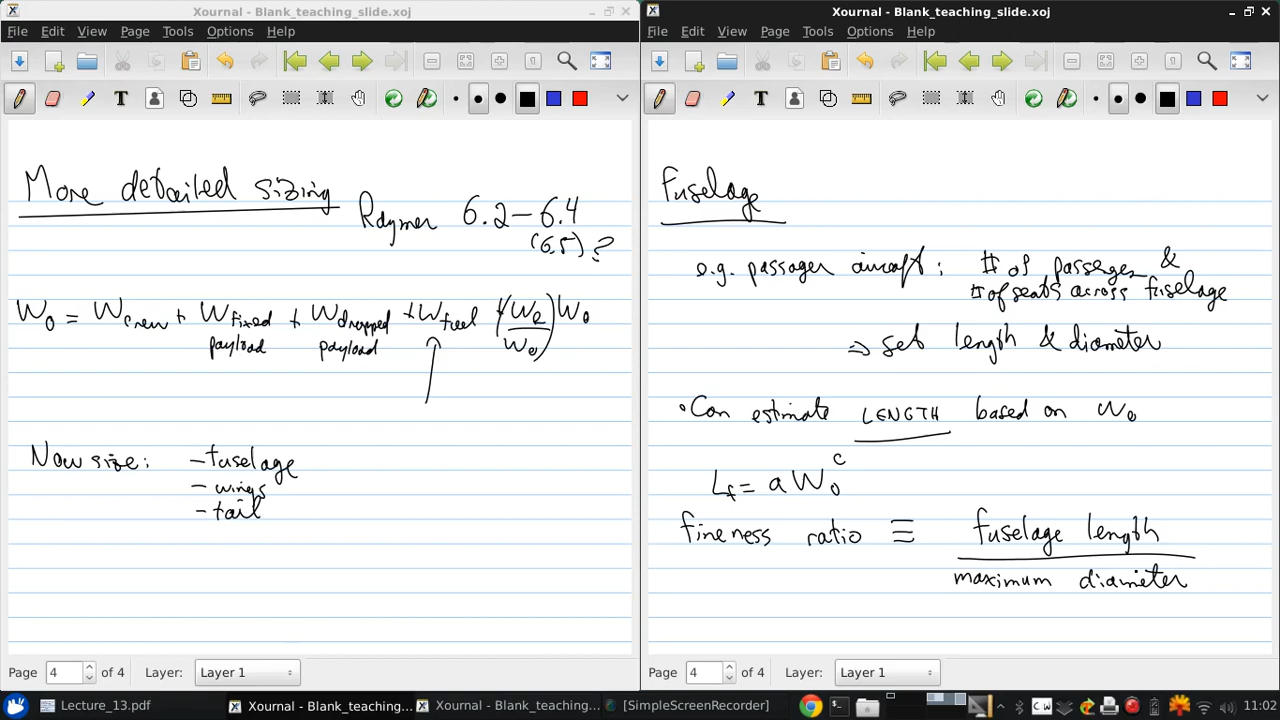 Xournal - Blank_teaching_slide.xoj
File Edit View Page Tools Options Help
More detailed sizing
Raymer 6.2 – 6.4
(6.5)?
W0 = Wcrew + Wfixed payload + Wdropped payload + Wfuel + (We/W0) W0
Now size: - fuselage
- wings
- tail
Page 4 of 4 Layer: Layer 1
Xournal - Blank_teaching_slide.xoj
File Edit View Page Tools Options Help
Fuselage
e.g. passager aircraft: # of passenges &
# of seats across fuselage
⇒ set length & diameter
• Can estimate LENGTH based on W0
Lf = a W0^C
fineness ratio ≡ fuselage length
maximum diameter
Page 4 of 4 Layer: Layer 1
Lecture_13.pdf Xournal - Blank_teaching_... Xournal - Blank_teaching_... [SimpleScreenRecorder] 11:02